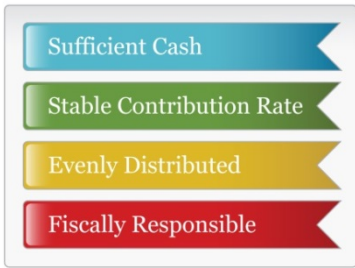 Sufficient Cash
Stable Contribution Rate
Evenly Distributed
Fiscally Responsible